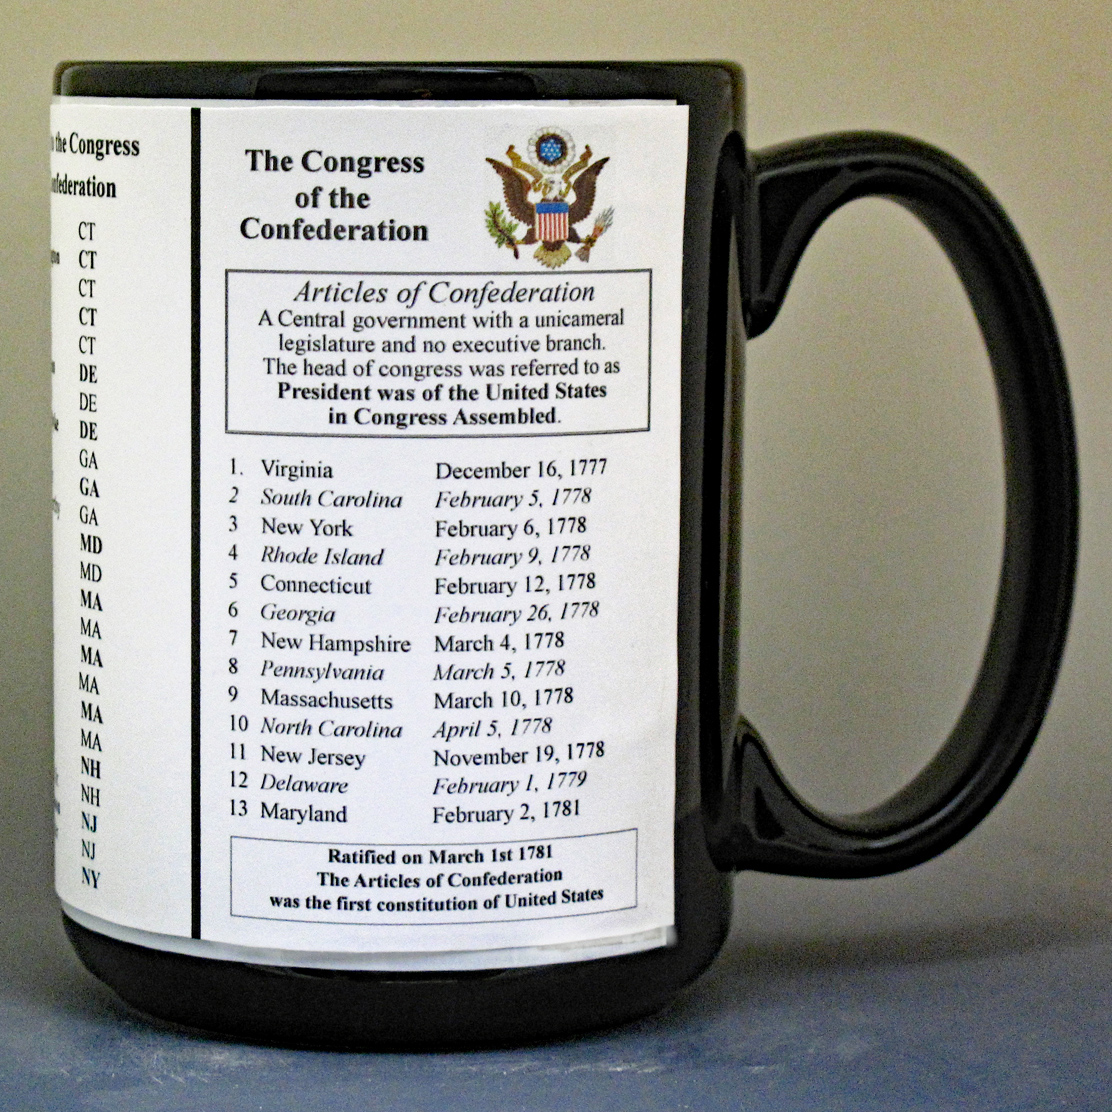 the Congress
CT
CT
CT
CT
CT
DE
DE
DE
GA
GA
GA
MD
MD
MA
MA
MA
MA
MA
MA
NH
NH
NJ
NJ
NY
The Congress
of the
Confederation
Articles of Confederation
A Central government with a unicameral
legislature and no executive branch.
The head of congress was referred to as
President was of the United States
in Congress Assembled.
1. Virginia December 16, 1777
2 South Carolina February 5, 1778
3 New York February 6, 1778
4 Rhode Island February 9, 1778
5 Connecticut February 12, 1778
6 Georgia February 26, 1778
7 New Hampshire March 4, 1778
8 Pennsylvania March 5, 1778
9 Massachusetts March 10, 1778
10 North Carolina April 5, 1778
11 New Jersey November 19, 1778
12 Delaware February 1, 1779
13 Maryland February 2, 1781
Ratified on March 1st 1781
The Articles of Confederation
was the first constitution of United States